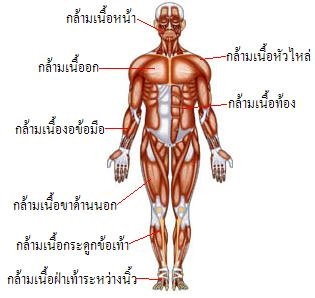 กล้ามเนื้อหน้า
กล้ามเนื้อหัวไหล่
กล้ามเนื้ออก
กล้ามเนื้อท้อง
กล้ามเนื้องอข้อมือ
กล้ามเนื้อขาด้านนอก
กล้ามเนื้อกระดูกข้อเท้า
กล้ามเนื้อฝ่าเท้าระหว่างนิ้ว